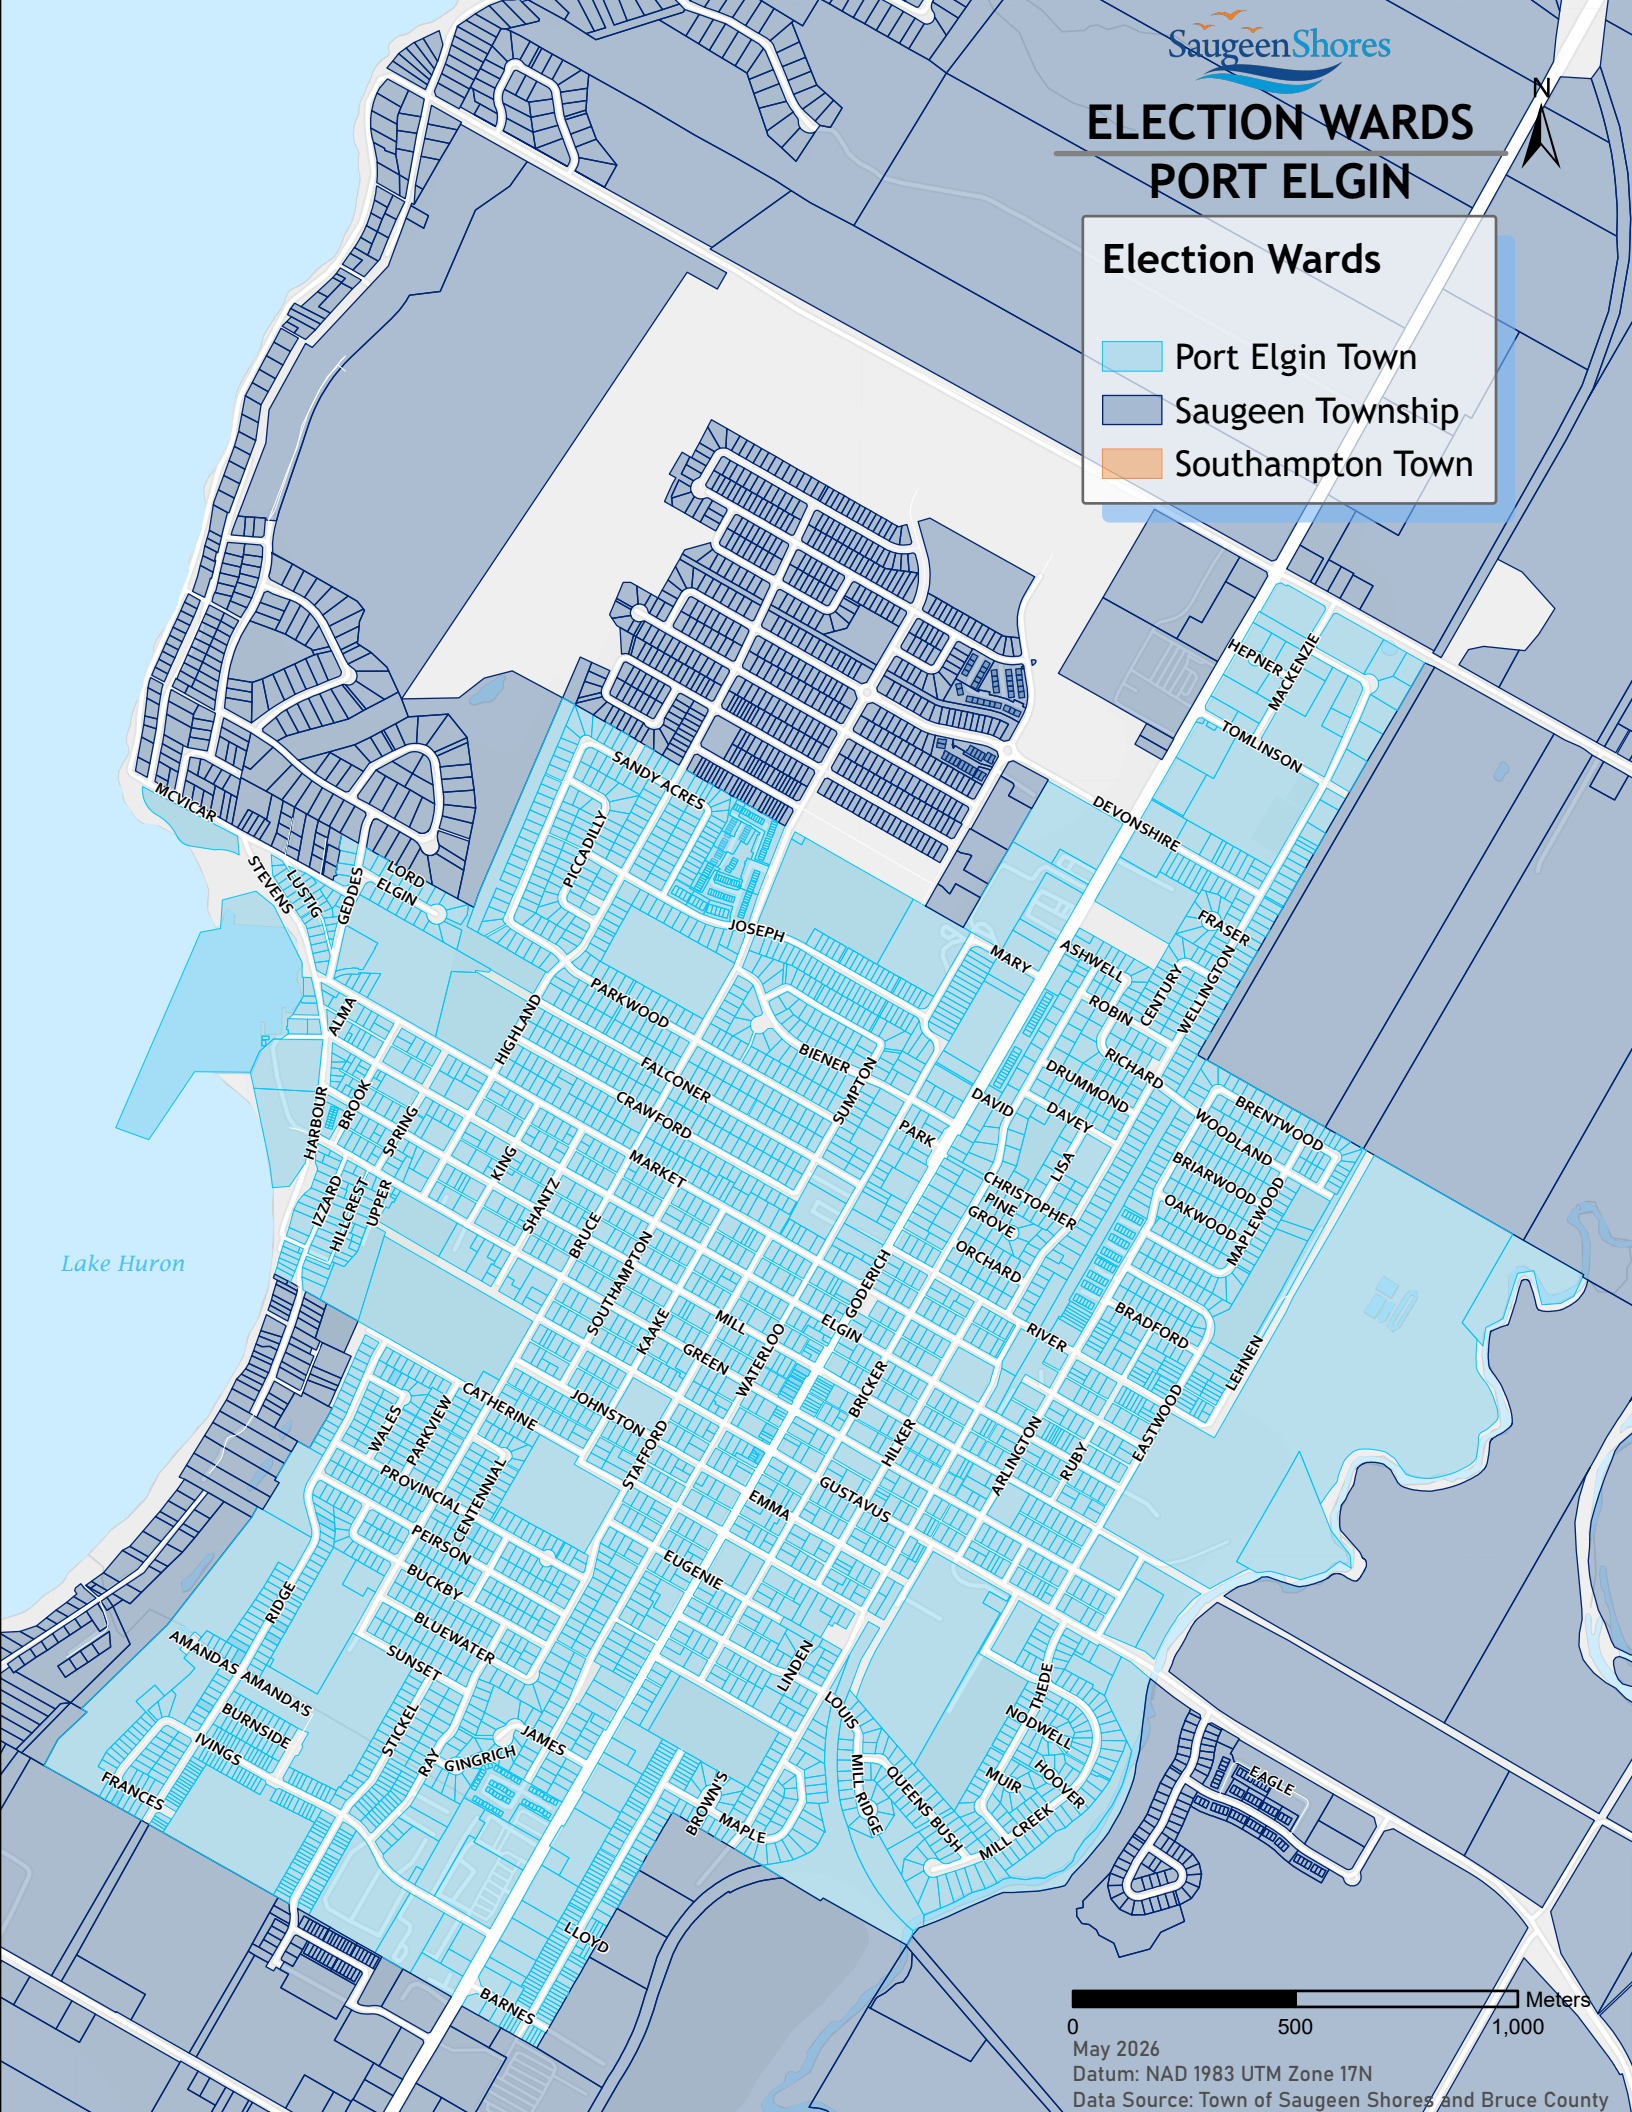 SaugeenShores
ELECTION WARDS
PORT ELGIN
N
Election Wards
Port Elgin Town
Saugeen Township
Southampton Town
HEPNER
MACKENZIE
TOMLINSON
SANDY ACRES
MCVICAR
DEVONSHIRE
PICCADILLY
STEVENS
LUSTIG
GEDDES
LORD
ELGIN
JOSEPH
MARY
ASHWELL
FRASER
CENTURY
WELLINGTON
ROBIN
ALMA
HIGHLAND
PARKWOOD
BIENER
SUMPTON
RICHARD
DRUMMOND
DAVID
DAVEY
FALCONER
CRAWFORD
PARK
BRENTWOOD
WOODLAND
HARBOUR
BROOK
SPRING
KING
MARKET
LISA
BRIARWOOD
CHRISTOPHER
PINE
GROVE
OAKWOOD
MAPLEWOOD
IZZARD
HILLCREST
UPPER
SHANTZ
BRUCE
ORCHARD
Lake Huron
SOUTHAMPTON
GODERICH
KAAKE
MILL
ELGIN
RIVER
BRADFORD
GREEN
WATERLOO
LEHNEN
CATHERINE
JOHNSTON
BRICKER
EASTWOOD
WALES
PARKVIEW
STAFFORD
HILKER
ARLINGTON
RUBY
PROVINCIAL
CENTENNIAL
EMMA
GUSTAVUS
PEIRSON
EUGENIE
BUCKBY
RIDGE
BLUEWATER
SUNSET
AMANDAS
AMANDA'S
LINDEN
THEDE
BURNSIDE
STICKEL
LOUIS
NODWELL
IVINGS
RAY
GINGRICH
JAMES
MILL RIDGE
QUEENS BUSH
MUIR
HOOVER
EAGLE
FRANCES
BROWN'S
MAPLE
MILL CREEK
LLOYD
BARNES
Meters
0 500 1,000
May 2026
Datum: NAD 1983 UTM Zone 17N
Data Source: Town of Saugeen Shores and Bruce County